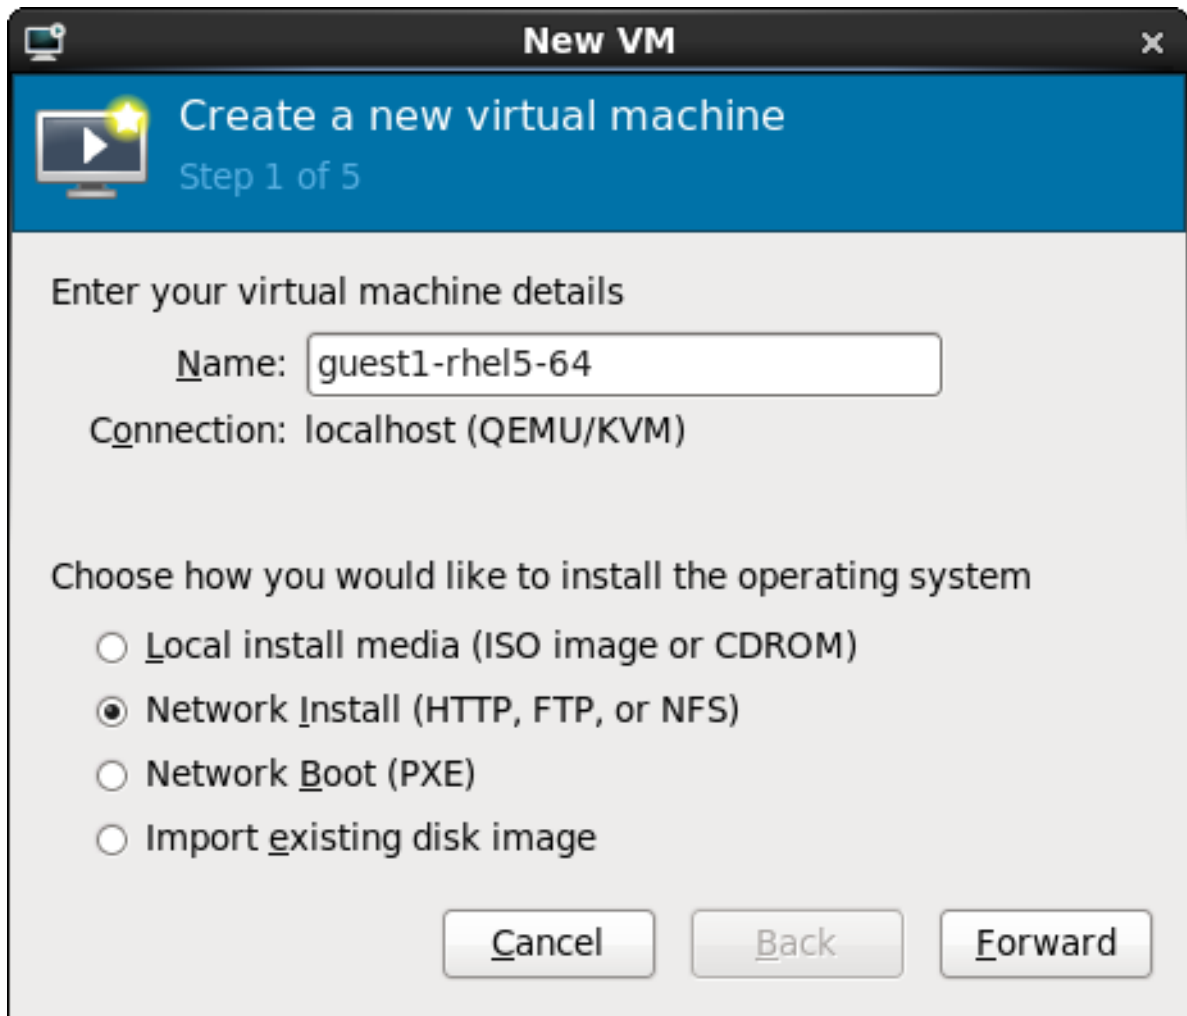 New VM
Create a new virtual machine
Step 1 of 5
Enter your virtual machine details
Name: guest1-rhel5-64
Connection: localhost (QEMU/KVM)
Choose how you would like to install the operating system
Local install media (ISO image or CDROM)
Network Install (HTTP, FTP, or NFS)
Network Boot (PXE)
Import existing disk image
Cancel Back Forward